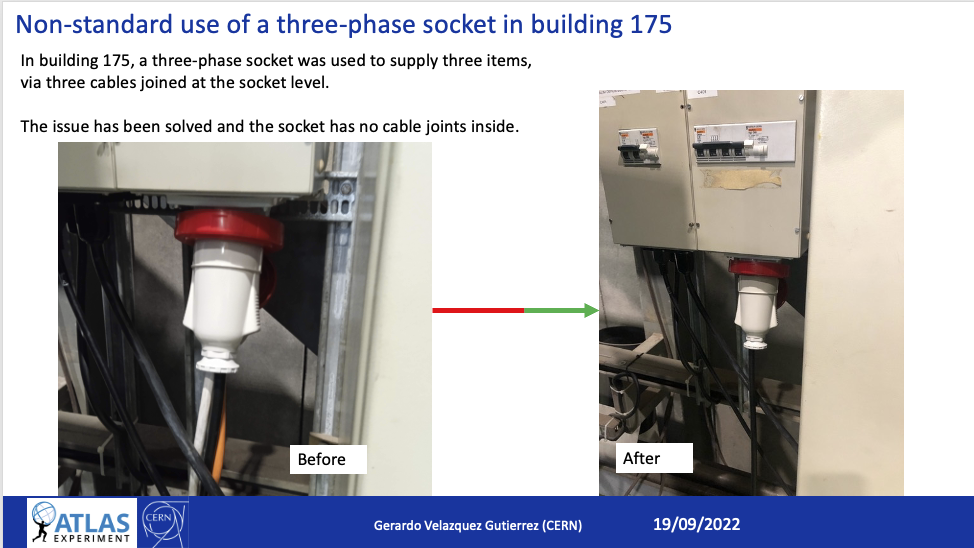 Non-standard use of a three-phase socket in building 175
In building 175, a three-phase socket was used to supply three items,
via three cables joined at the socket level.
The issue has been solved and the socket has no cable joints inside.
Before
After
ATLAS
EXPERIMENT
CERN
Gerardo Velazquez Gutierrez (CERN)
19/09/2022